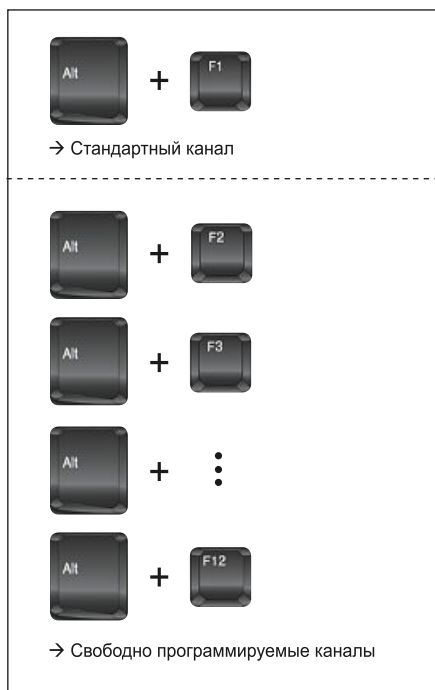 Alt + F1
→ Стандартный канал
Alt + F2
Alt + F3
Alt + ⋮
Alt + F12
→ Свободно программируемые каналы